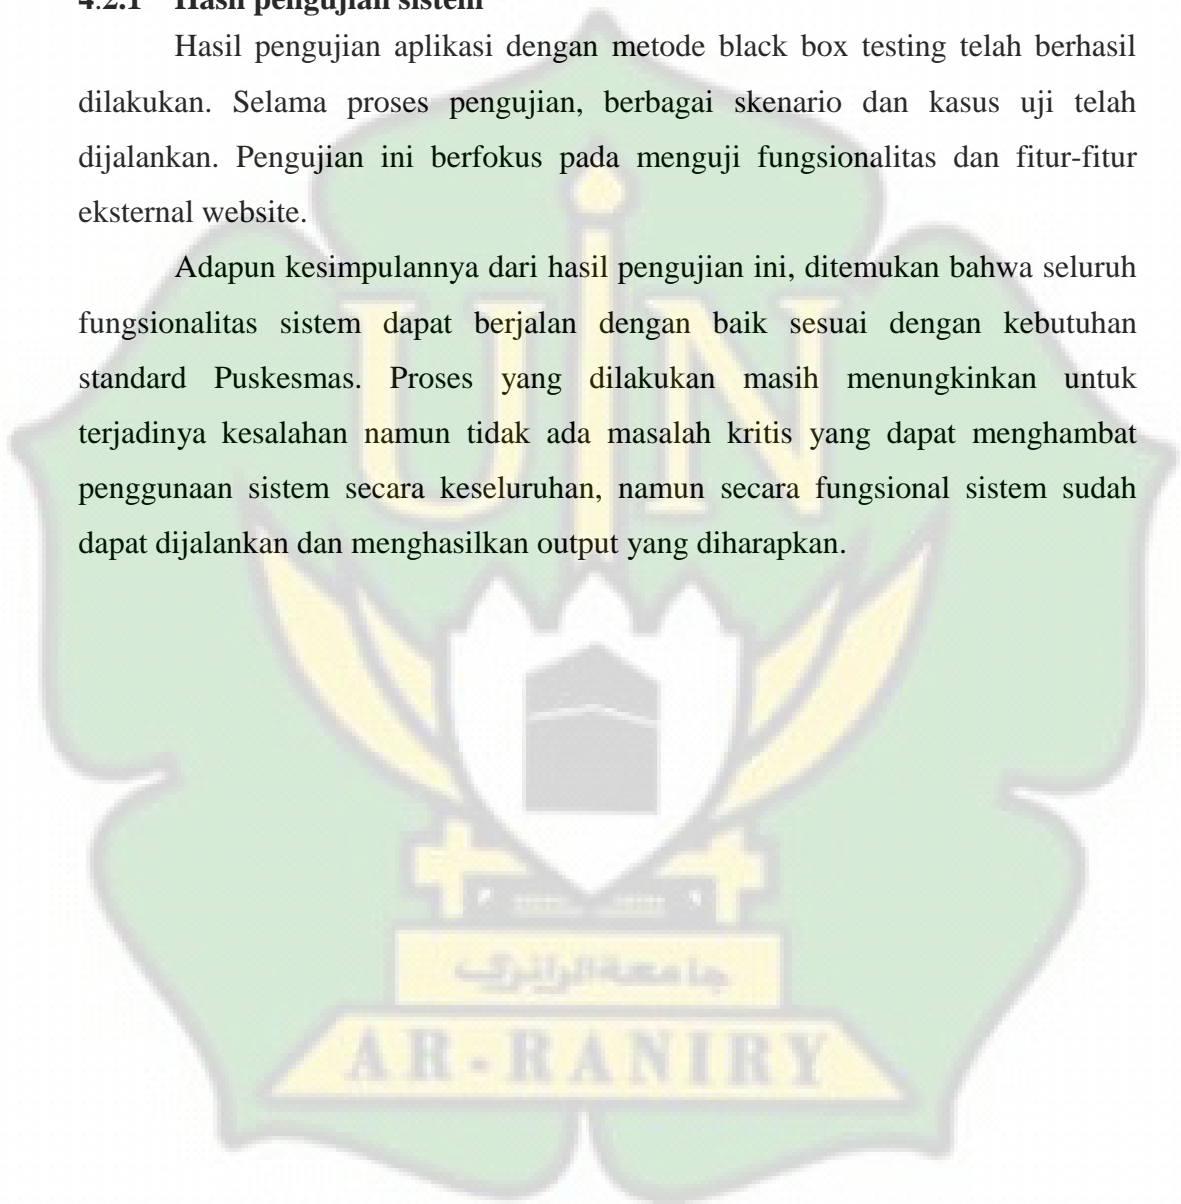 4.2.1 Hasil pengujian sistem
Hasil pengujian aplikasi dengan metode black box testing telah berhasil
dilakukan. Selama proses pengujian, berbagai skenario dan kasus uji telah
dijalankan. Pengujian ini berfokus pada menguji fungsionalitas dan fitur-fitur
eksternal website.
Adapun kesimpulannya dari hasil pengujian ini, ditemukan bahwa seluruh
fungsionalitas sistem dapat berjalan dengan baik sesuai dengan kebutuhan
standard Puskesmas. Proses yang dilakukan masih menungkinkan untuk
terjadinya kesalahan namun tidak ada masalah kritis yang dapat menghambat
penggunaan sistem secara keseluruhan, namun secara fungsional sistem sudah
dapat dijalankan dan menghasilkan output yang diharapkan.
UIN
جامعة الرانري
AR-RANIRY